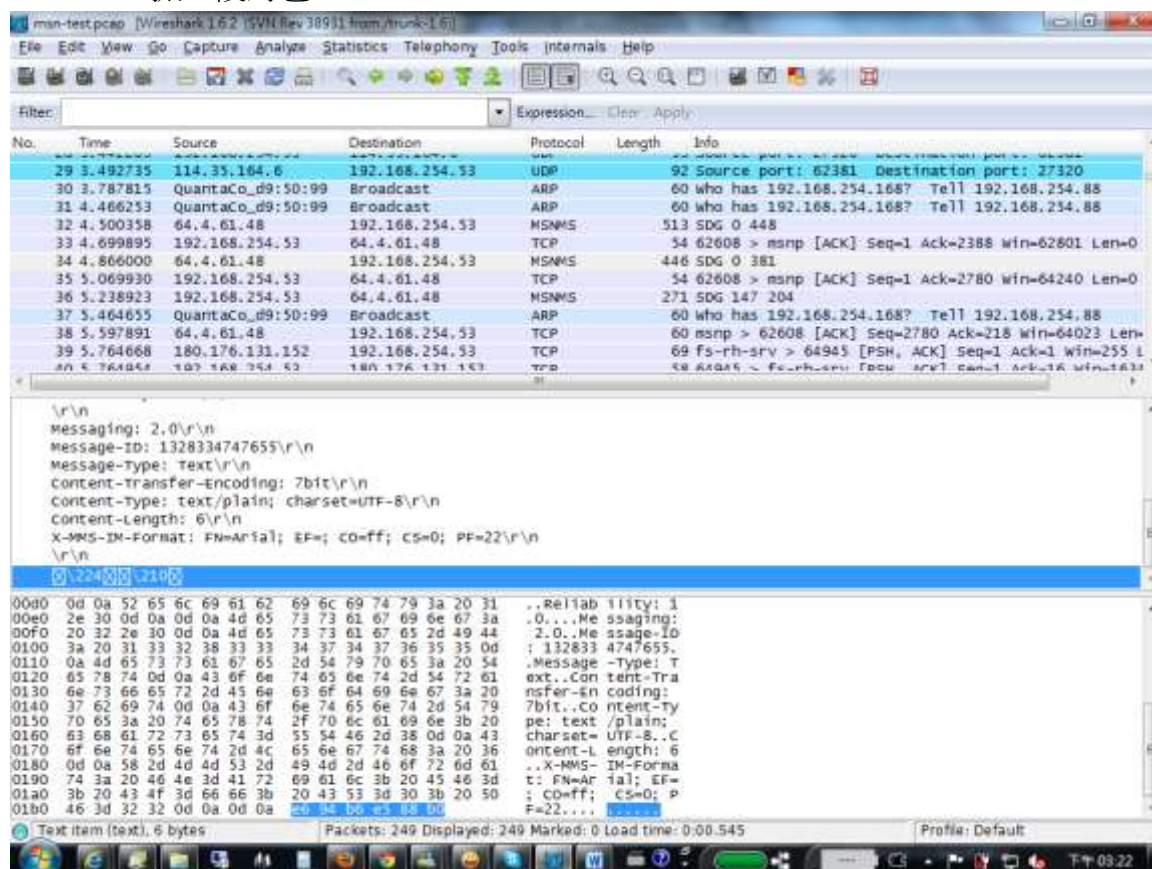 msn-test.pcap [Wireshark 1.6.2 (SVN Rev 38931 from /trunk-1.6)]
File Edit View Go Capture Analyze Statistics Telephony Tools Internals Help
Filter: Expression... Clear Apply
No. Time Source Destination Protocol Length Info
29 3.492735 114.35.164.6 192.168.254.53 UDP 92 Source port: 62381 Destination port: 27320
30 3.787815 QuantaCo_d9:50:99 Broadcast ARP 60 who has 192.168.254.168? Tell 192.168.254.88
31 4.466253 QuantaCo_d9:50:99 Broadcast ARP 60 who has 192.168.254.168? Tell 192.168.254.88
32 4.500358 64.4.61.48 192.168.254.53 MSNMS 513 SDG 0 448
33 4.699895 192.168.254.53 64.4.61.48 TCP 54 62608 > msnp [ACK] Seq=1 Ack=2388 Win=62801 Len=0
34 4.866000 64.4.61.48 192.168.254.53 MSNMS 446 SDG 0 381
35 5.069930 192.168.254.53 64.4.61.48 TCP 54 62608 > msnp [ACK] Seq=1 Ack=2780 Win=64240 Len=0
36 5.238923 192.168.254.53 64.4.61.48 MSNMS 271 SDG 147 204
37 5.464655 QuantaCo_d9:50:99 Broadcast ARP 60 who has 192.168.254.168? Tell 192.168.254.88
38 5.597891 64.4.61.48 192.168.254.53 TCP 60 msnp > 62608 [ACK] Seq=2780 Ack=218 Win=64023 Len=
39 5.764668 180.176.131.152 192.168.254.53 TCP 69 fs-rh-srv > 64945 [PSH, ACK] Seq=1 Ack=1 Win=255 L
40 5.764954 192.168.254.53 180.176.131.152 TCP 58 64945 > fs-rh-srv [PSH, ACK] Seq=1 Ack=16 Win=1634
\r\n
Messaging: 2.0\r\n
Message-ID: 1328334747655\r\n
Message-Type: Text\r\n
Content-Transfer-Encoding: 7bit\r\n
Content-Type: text/plain; charset=UTF-8\r\n
Content-Length: 6\r\n
X-MMS-IM-Format: FN=Arial; EF=; CO=ff; CS=0; PF=22\r\n
\r\n
\224\210
00d0 0d 0a 52 65 6c 69 61 62 69 6c 69 74 79 3a 20 31 ..Reliab ility: 1
00e0 2e 30 0d 0a 0d 0a 4d 65 73 73 61 67 69 6e 67 3a .0....Me ssaging:
00f0 20 32 2e 30 0d 0a 4d 65 73 73 61 67 65 2d 49 44 2.0..Me ssage-ID
0100 3a 20 31 33 32 38 33 33 34 37 34 37 36 35 35 0d : 132833 4747655.
0110 0a 4d 65 73 73 61 67 65 2d 54 79 70 65 3a 20 54 .Message -Type: T
0120 65 78 74 0d 0a 43 6f 6e 74 65 6e 74 2d 54 72 61 ext..Con tent-Tra
0130 6e 73 66 65 72 2d 45 6e 63 6f 64 69 6e 67 3a 20 nsfer-En coding:
0140 37 62 69 74 0d 0a 43 6f 6e 74 65 6e 74 2d 54 79 7bit..Co ntent-Ty
0150 70 65 3a 20 74 65 78 74 2f 70 6c 61 69 6e 3b 20 pe: text /plain;
0160 63 68 61 72 73 65 74 3d 55 54 46 2d 38 0d 0a 43 charset= UTF-8..C
0170 6f 6e 74 65 6e 74 2d 4c 65 6e 67 74 68 3a 20 36 ontent-L ength: 6
0180 0d 0a 58 2d 4d 4d 53 2d 49 4d 2d 46 6f 72 6d 61 ..X-MMS- IM-Forma
0190 74 3a 20 46 4e 3d 41 72 69 61 6c 3b 20 45 46 3d t: FN=Ar ial; EF=
01a0 3b 20 43 4f 3d 66 66 3b 20 43 53 3d 30 3b 20 50 ; CO=ff; CS=0; P
01b0 46 3d 32 32 0d 0a 0d 0a e6 94 b6 e5 88 b0 F=22.... ......
Text item (text), 6 bytes Packets: 249 Displayed: 249 Marked: 0 Load time: 0:00.545 Profile: Default
下午 03:22